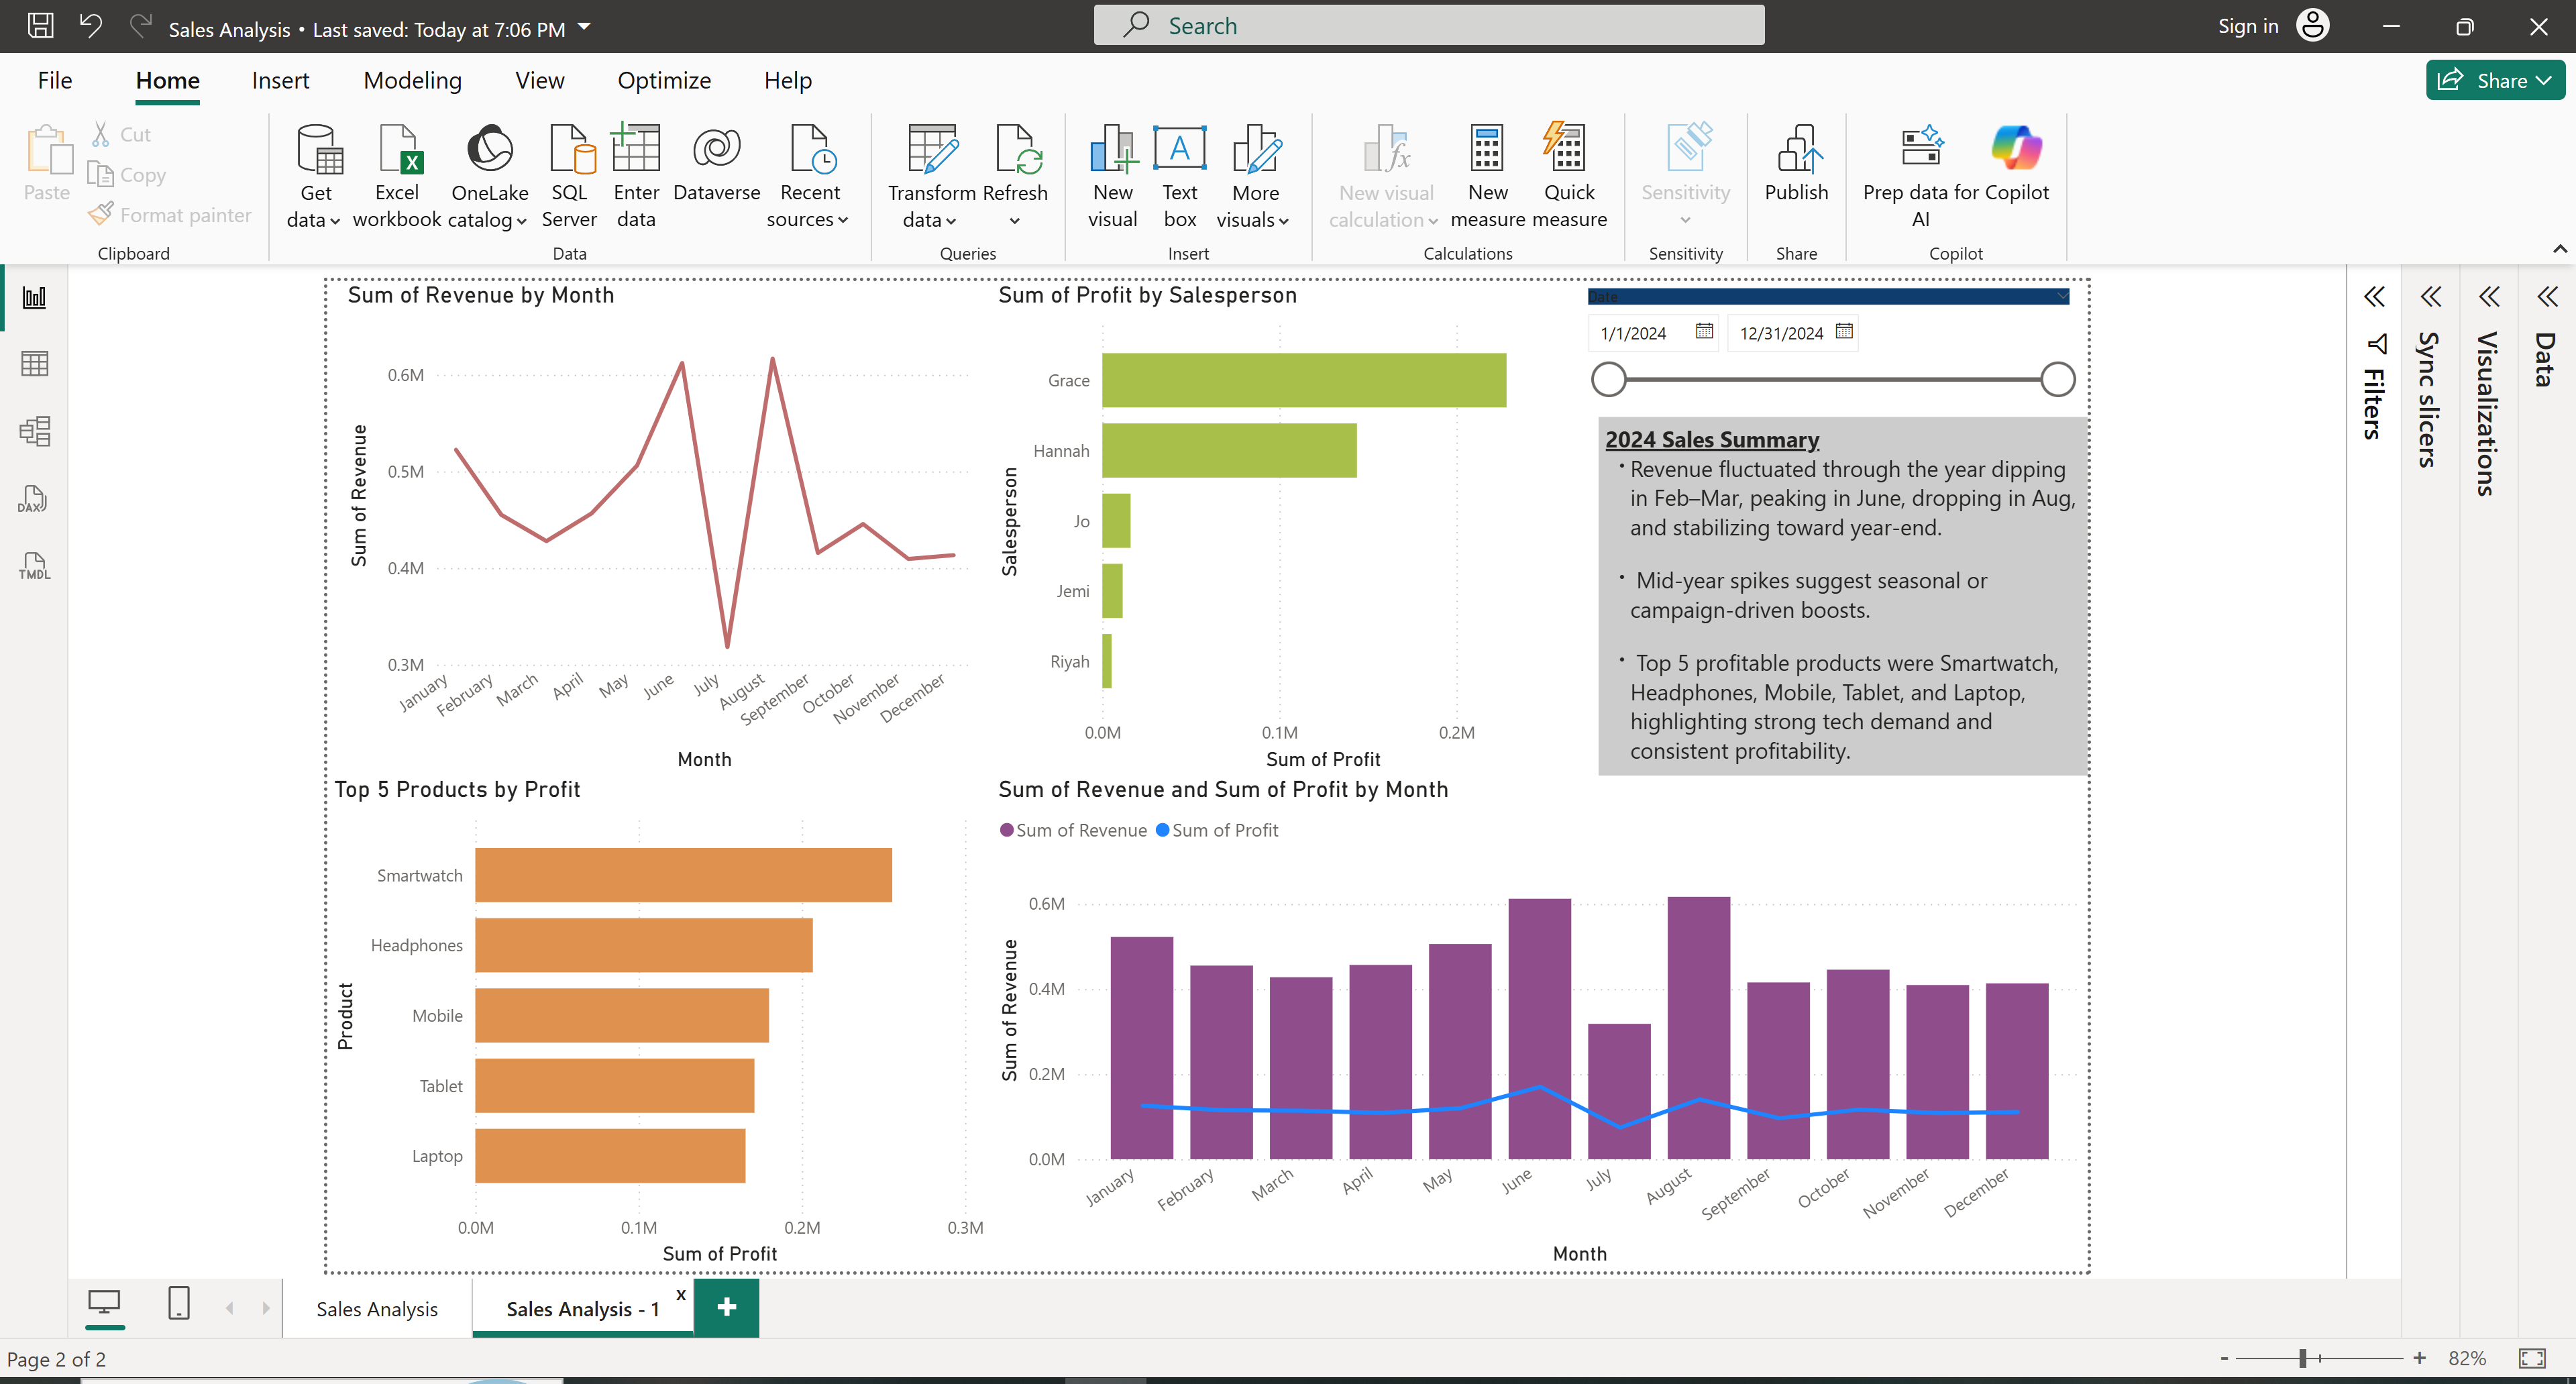 Sales Analysis • Last saved: Today at 7:06 PM
Search
Sign in
File
Home
Insert
Modeling
View
Optimize
Help
Share
Paste
Cut
Copy
Format painter
Clipboard
Get data
Excel workbook
OneLake catalog
SQL Server
Enter data
Dataverse
Recent sources
Data
Transform data
Refresh
Queries
New visual
Text box
More visuals
Insert
New visual calculation
New measure
Quick measure
Calculations
Sensitivity
Sensitivity
Publish
Share
Prep data for AI
Copilot
Copilot
DAX
TMDL
Sum of Revenue by Month
Sum of Revenue
0.6M
0.5M
0.4M
0.3M
January
February
March
April
May
June
July
August
September
October
November
December
Month
Sum of Profit by Salesperson
Salesperson
Grace
Hannah
Jo
Jemi
Riyah
0.0M
0.1M
0.2M
Sum of Profit
Date
1/1/2024
12/31/2024
2024 Sales Summary
• Revenue fluctuated through the year dipping
in Feb–Mar, peaking in June, dropping in Aug,
and stabilizing toward year-end.
• Mid-year spikes suggest seasonal or
campaign-driven boosts.
• Top 5 profitable products were Smartwatch,
Headphones, Mobile, Tablet, and Laptop,
highlighting strong tech demand and
consistent profitability.
Top 5 Products by Profit
Product
Smartwatch
Headphones
Mobile
Tablet
Laptop
0.0M
0.1M
0.2M
0.3M
Sum of Profit
Sum of Revenue and Sum of Profit by Month
Sum of Revenue
Sum of Profit
Sum of Revenue
0.6M
0.4M
0.2M
0.0M
January
February
March
April
May
June
July
August
September
October
November
December
Month
Filters
Sync slicers
Visualizations
Data
Sales Analysis
Sales Analysis - 1
x
+
Page 2 of 2
- + 82%